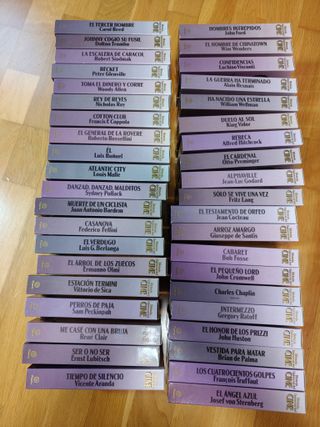 EL TERCER HOMBRE
Carol Reed
JOHNNY COGIO SU FUSIL
Dalton Trumbo
LA ESCALERA DE CARACOL
Robert Siodmak
BECKET
Peter Glenville
TOMA EL DINERO Y CORRE
Woody Allen
REY DE REYES
Nicholas Ray
COTTON CLUB
Francis F. Coppola
EL GENERAL DE LA ROVERE
Roberto Rossellini
ÉL
Luis Buñuel
ATLANTIC CITY
Louis Malle
DANZAD, DANZAD, MALDITOS
Sydney Pollack
MUERTE DE UN CICLISTA
Juan Antonio Bardem
CASANOVA
Federico Fellini
EL VERDUGO
Luis G. Berlanga
EL ÁRBOL DE LOS ZUECOS
Ermanno Olmi
ESTACIÓN TERMINI
Vittorio de Sica
PERROS DE PAJA
Sam Peckinpah
ME CASE CON UNA BRUJA
René Clair
SER O NO SER
Ernst Lubitsch
TIEMPO DE SILENCIO
Vicente Aranda
HOMBRES INTRÉPIDOS
John Ford
EL HOMBRE DE CHINATOWN
Wim Wenders
CONFIDENCIAS
Luchino Visconti
LA GUERRA HA TERMINADO
Alain Resnais
HA NACIDO UNA ESTRELLA
William Wellman
DUELO AL SOL
King Vidor
REBECA
Alfred Hitchcock
EL CARDENAL
Otto Preminger
ALPHAVILLE
Jean-Luc Godard
SÓLO SE VIVE UNA VEZ
Fritz Lang
EL TESTAMENTO DE ORFEO
Jean Cocteau
ARROZ AMARGO
Giuseppe de Santis
CABARET
Bob Fosse
EL PEQUEÑO LORD
John Cromwell
Charles Chaplin
INTERMEZZO
Gregory Ratoff
EL HONOR DE LOS PRIZZI
John Huston
VESTIDA PARA MATAR
Brian de Palma
LOS CUATROCIENTOS GOLPES
François Truffaut
EL ÁNGEL AZUL
Josef von Sternberg